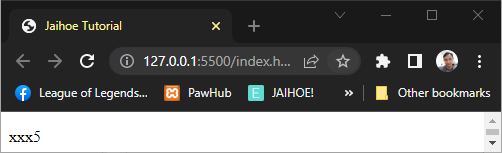 Jaihoe Tutorial
127.0.0.1:5500/index.h...
League of Legends... PawHub JAIHOE! » Other bookmarks
xxx5